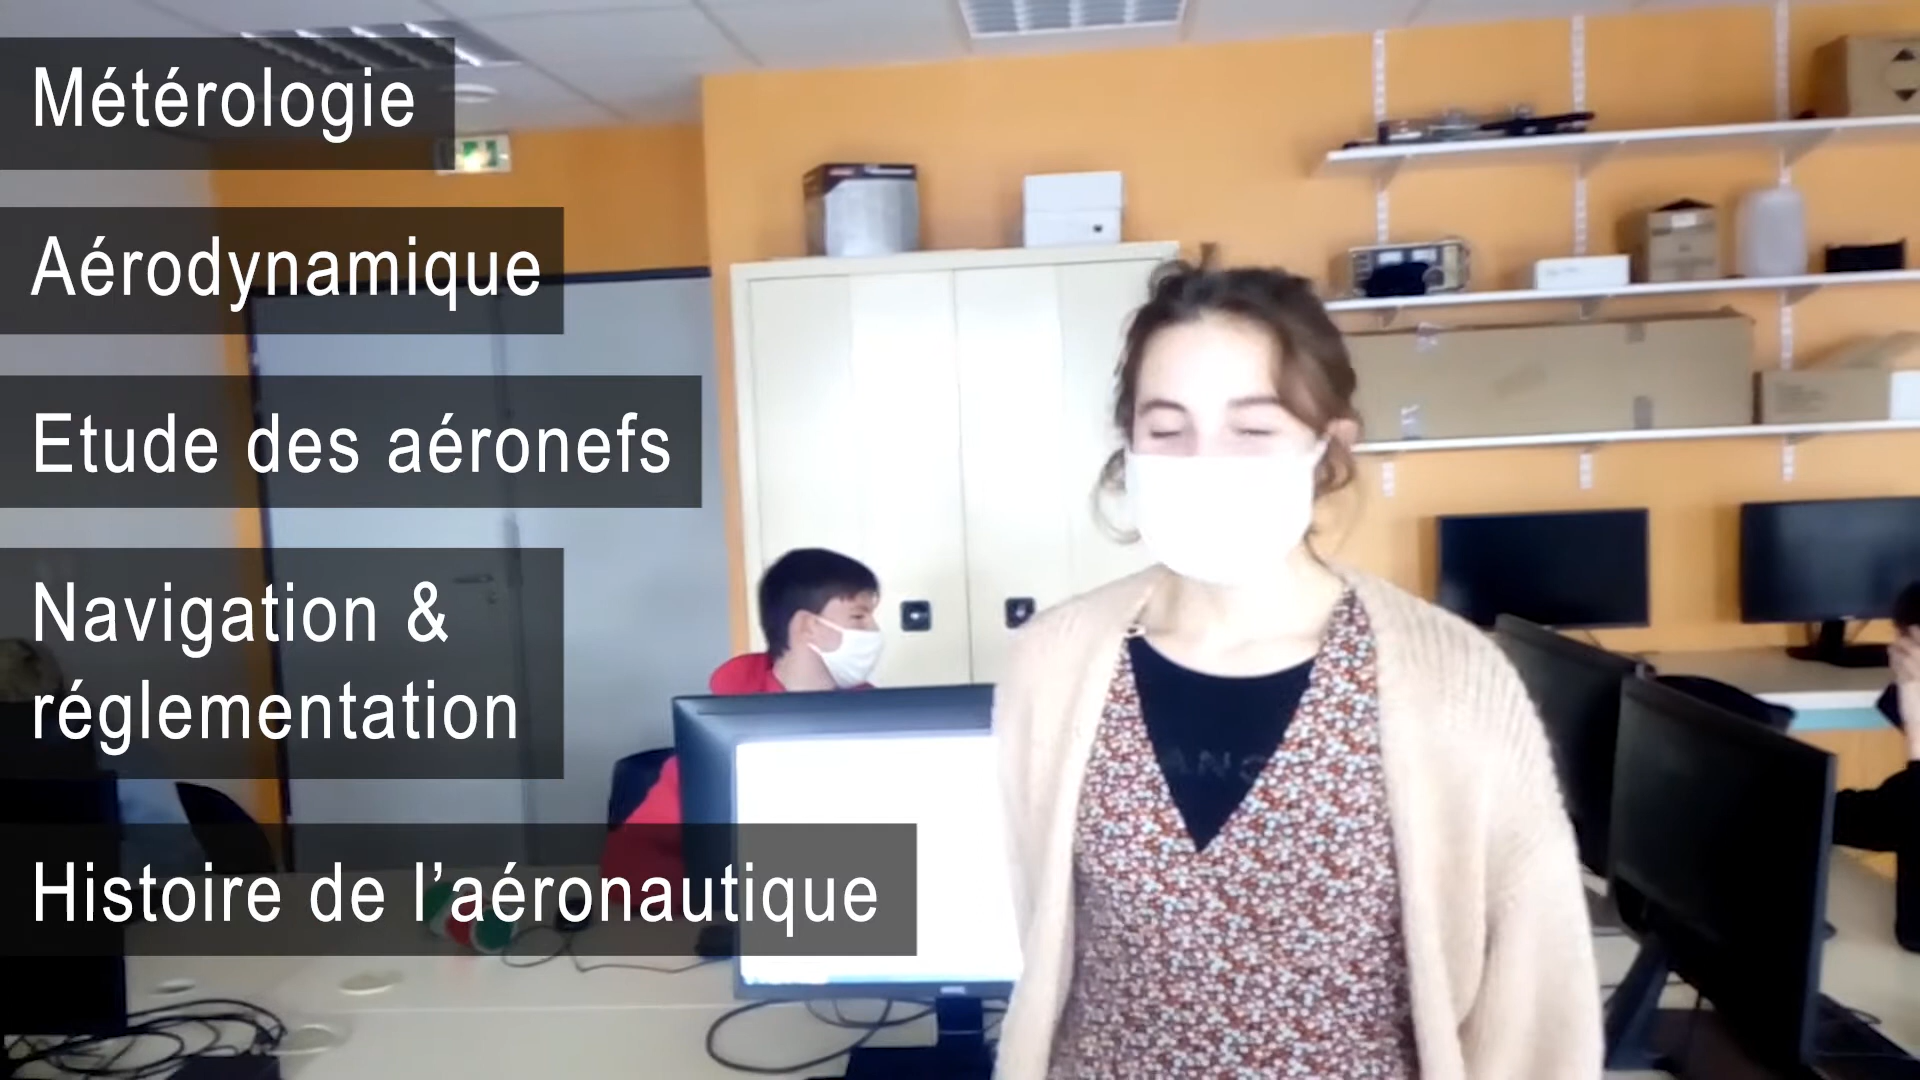 Métérologie
Aérodynamique
Etude des aéronefs
Navigation &
réglementation
Histoire de l’aéronautique